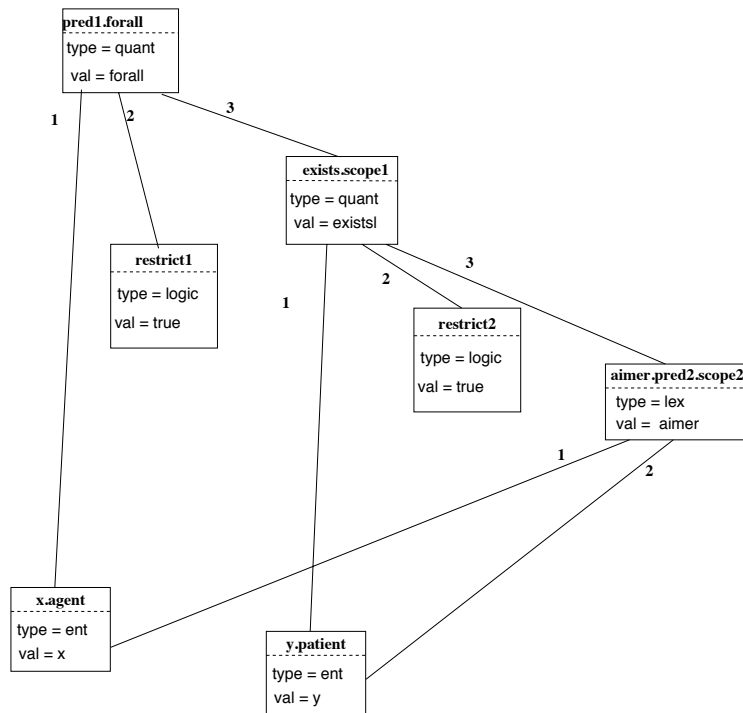 pred1.forall
type = quant
val = forall
1
2
3
exists.scope1
type = quant
val = existsl
restrict1
type = logic
val = true
1
2
3
restrict2
type = logic
val = true
aimer.pred2.scope2
type = lex
val = aimer
1
2
x.agent
type = ent
val = x
y.patient
type = ent
val = y